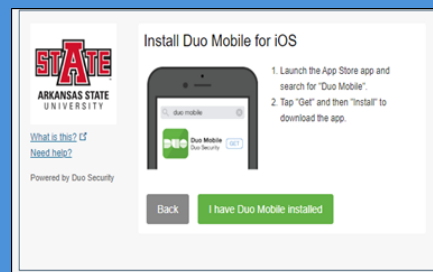 STATE
ARKANSAS STATE
UNIVERSITY
What is this?
Need help?
Powered by Duo Security
Install Duo Mobile for iOS
duo mobile
DUO
Duo Mobile
Duo Security
GET
1. Launch the App Store app and
search for "Duo Mobile".
2. Tap "Get" and then "Install" to
download the app.
Back
I have Duo Mobile installed